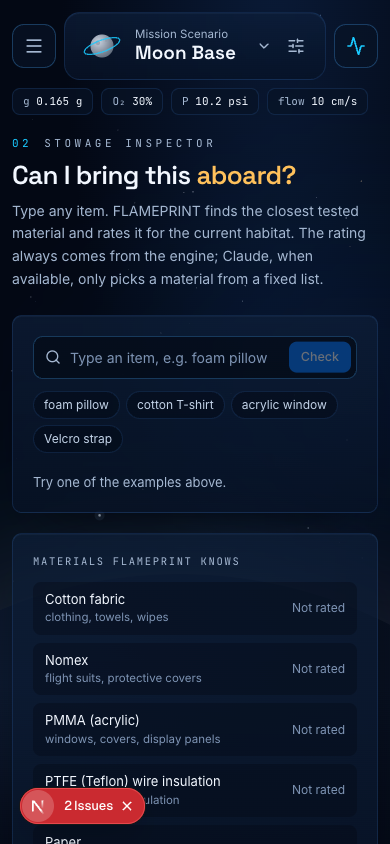 Mission Scenario
Moon Base
g 0.165 g
O₂ 30%
P 10.2 psi
flow 10 cm/s
02 STOWAGE INSPECTOR
Can I bring this aboard?
Type any item. FLAMEPRINT finds the closest tested
material and rates it for the current habitat. The rating
always comes from the engine; Claude, when
available, only picks a material from a fixed list.
Type an item, e.g. foam pillow
Check
foam pillow
cotton T-shirt
acrylic window
Velcro strap
Try one of the examples above.
MATERIALS FLAMEPRINT KNOWS
Cotton fabric
clothing, towels, wipes
Not rated
Nomex
flight suits, protective covers
Not rated
PMMA (acrylic)
windows, covers, display panels
Not rated
PTFE (Teflon) wire insulation
Not rated
N
2 Issues
Paper